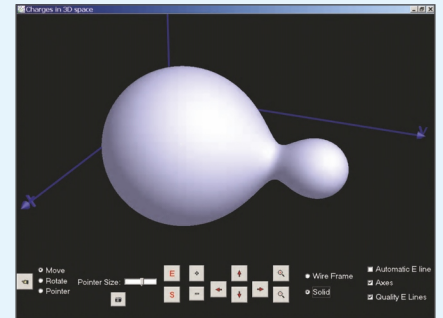 Charges in 3D space
X
Y
Move
Rotate
Pointer
Pointer Size:
E
S
Wire Frame
Solid
Automatic E line
Axes
Quality E Lines